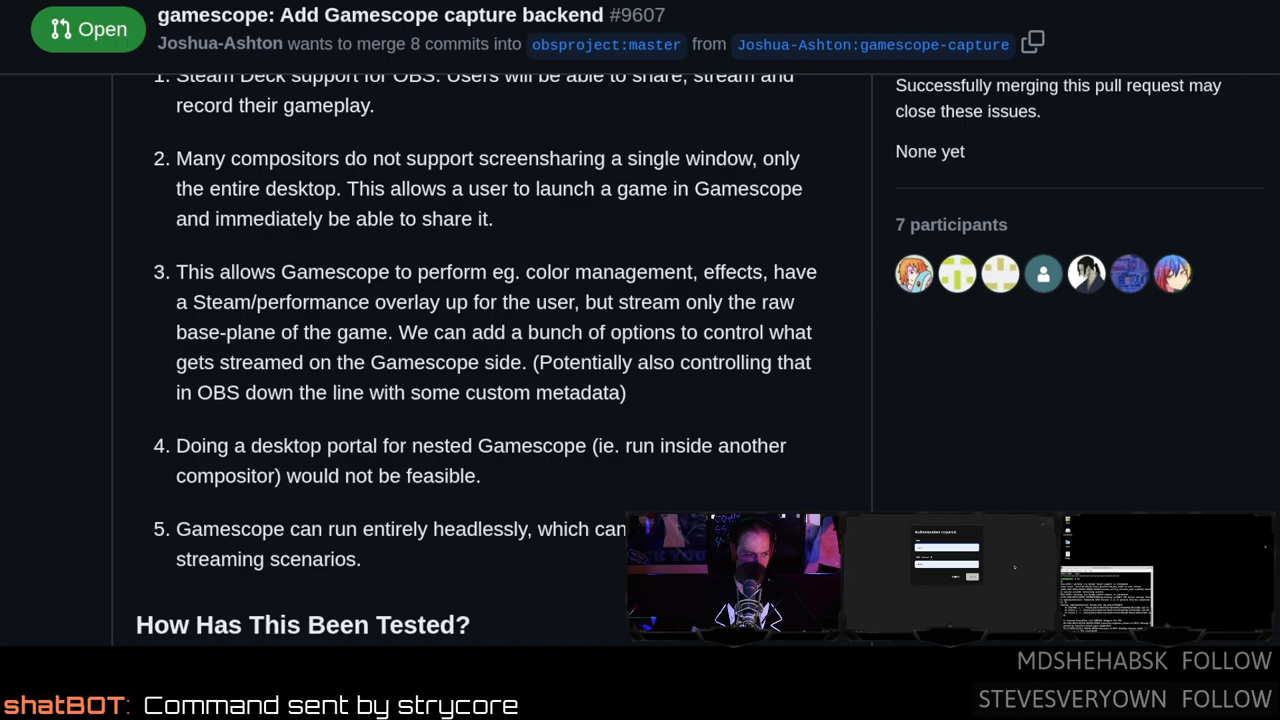 gamescope: Add Gamescope capture backend #9607
Open
Joshua-Ashton wants to merge 8 commits into obsproject:master from Joshua-Ashton:gamescope-capture
1. Steam Deck support for OBS. Users will be able to share, stream and
record their gameplay.
2. Many compositors do not support screensharing a single window, only
the entire desktop. This allows a user to launch a game in Gamescope
and immediately be able to share it.
3. This allows Gamescope to perform eg. color management, effects, have
a Steam/performance overlay up for the user, but stream only the raw
base-plane of the game. We can add a bunch of options to control what
gets streamed on the Gamescope side. (Potentially also controlling that
in OBS down the line with some custom metadata)
4. Doing a desktop portal for nested Gamescope (ie. run inside another
compositor) would not be feasible.
5. Gamescope can run entirely headlessly, which can
streaming scenarios.
How Has This Been Tested?
Successfully merging this pull request may
close these issues.
None yet
7 participants
MDSHEHABSK FOLLOW
STEVESVERYOWN FOLLOW
shatBOT: Command sent by strycore